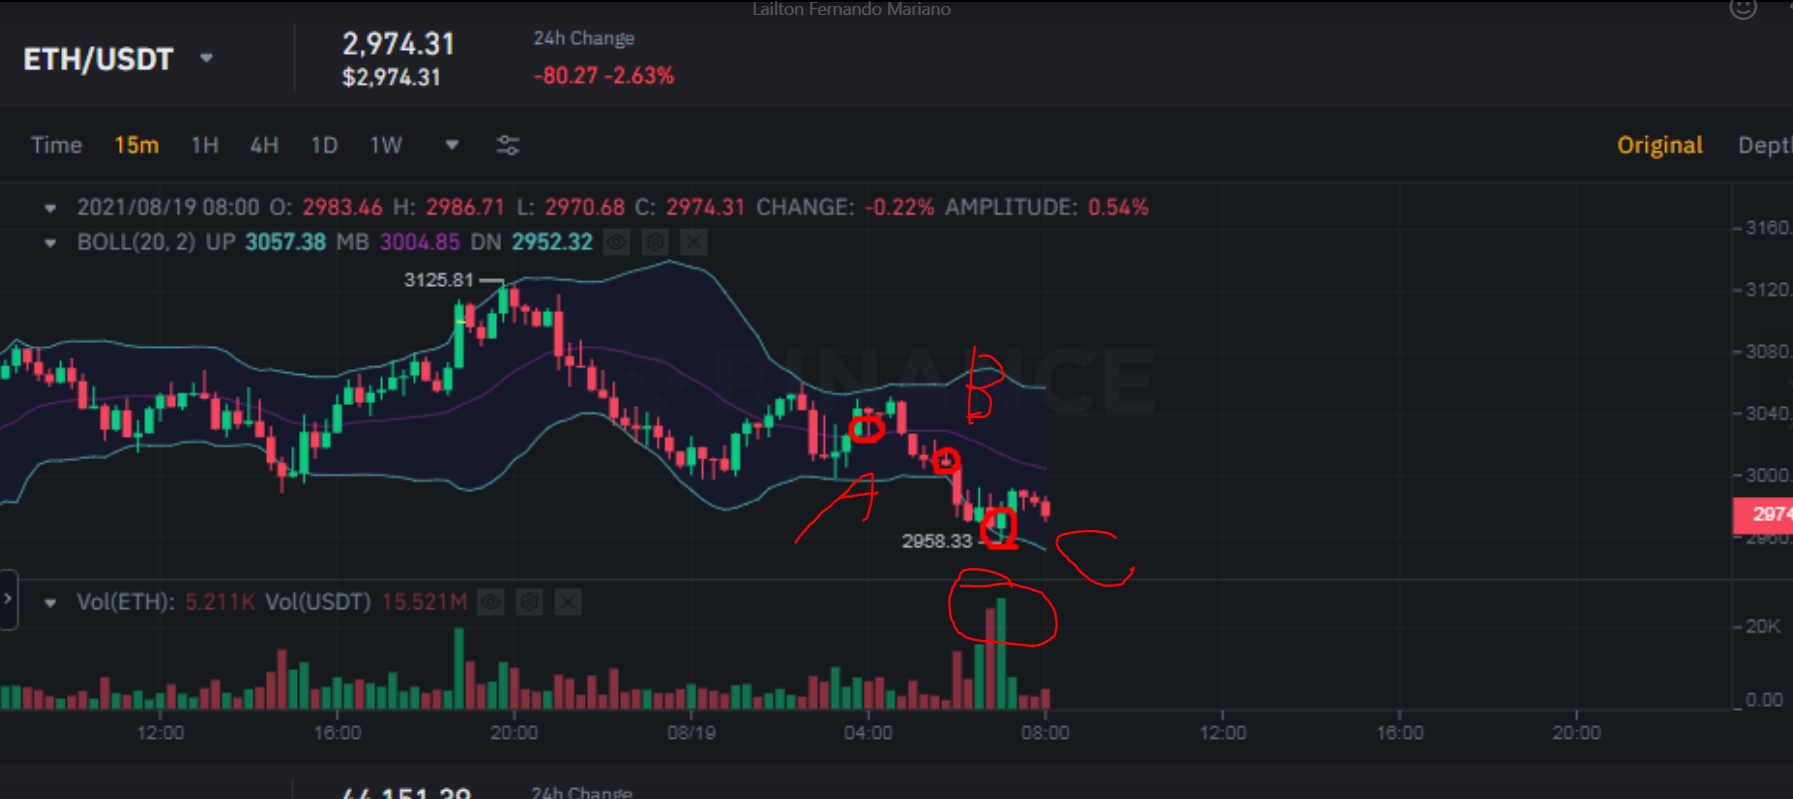 Lailton Fernando Mariano
ETH/USDT 2,974.31 24h Change
$2,974.31 -80.27 -2.63%
Time 15m 1H 4H 1D 1W Original Dept
2021/08/19 08:00 O: 2983.46 H: 2986.71 L: 2970.68 C: 2974.31 CHANGE: -0.22% AMPLITUDE: 0.54%
BOLL(20, 2) UP 3057.38 MB 3004.85 DN 2952.32
3160.
3125.81
3120.
BINANCE
3080.
B
3040.
3000.
A
2974
2958.33
2960.
C
Vol(ETH): 5.211K Vol(USDT) 15.521M
20K
0.00
12:00 16:00 20:00 08/19 04:00 08:00 12:00 16:00 20:00
44,151.39 24h Change